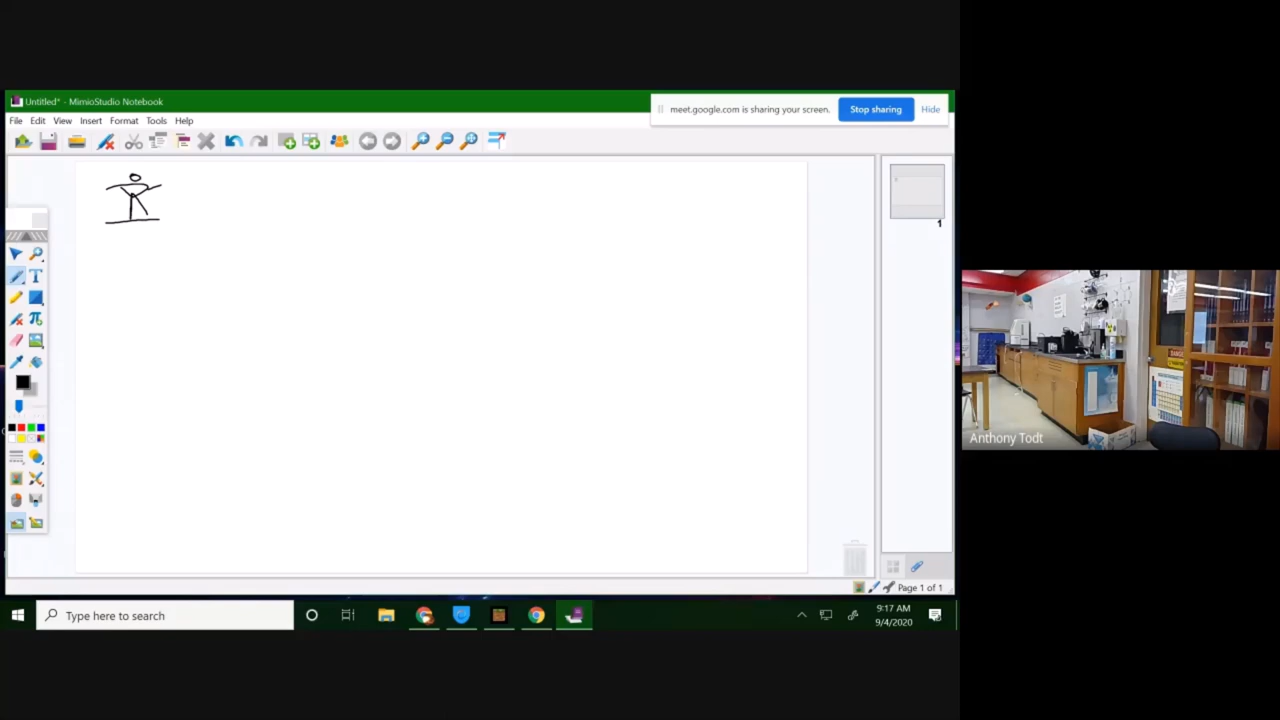 Untitled* - MimioStudio Notebook
meet.google.com is sharing your screen.
Stop sharing
Hide
File Edit View Insert Format Tools Help
1
Anthony Todt
Page 1 of 1
Type here to search
9:17 AM
9/4/2020